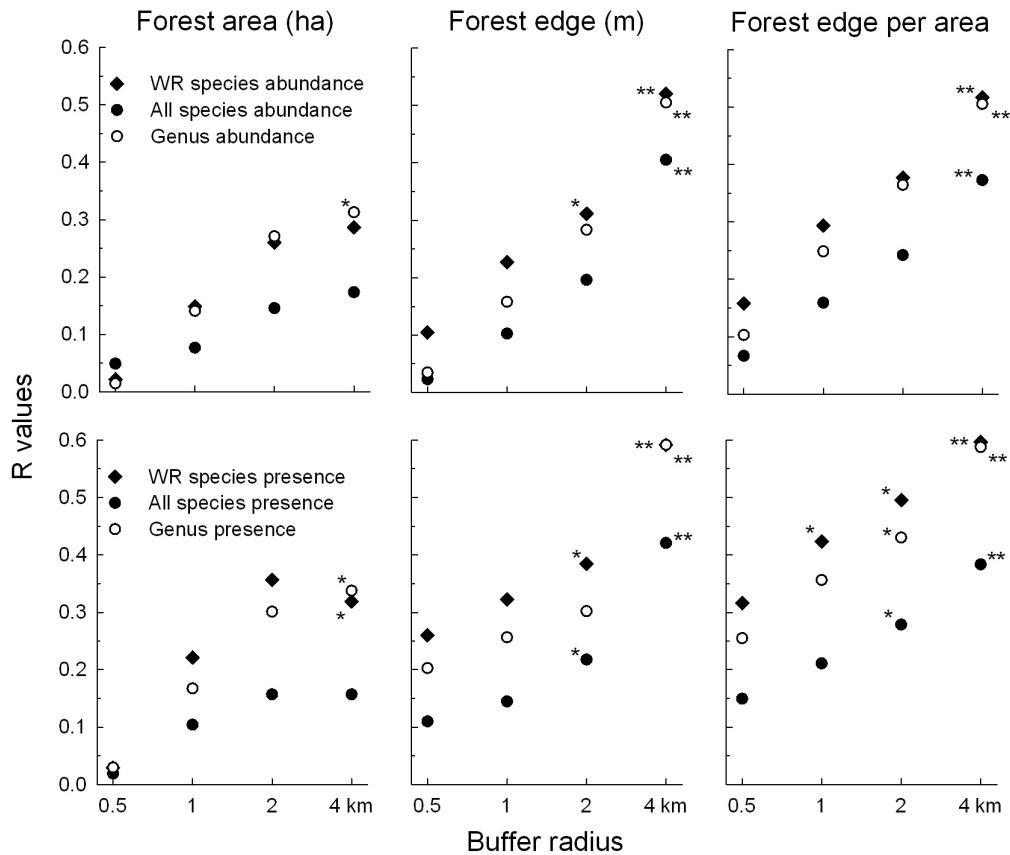 Forest area (ha)
Forest edge (m)
Forest edge per area
0.6
0.5
0.4
0.3
0.2
0.1
0.0
WR species abundance
All species abundance
Genus abundance
*
*
**
**
**
**
**
**
R values
0.6
0.5
0.4
0.3
0.2
0.1
0.0
WR species presence
All species presence
Genus presence
*
*
*
*
**
**
**
*
*
*
*
**
**
**
0.5 1 2 4 km
0.5 1 2 4 km
0.5 1 2 4 km
Buffer radius